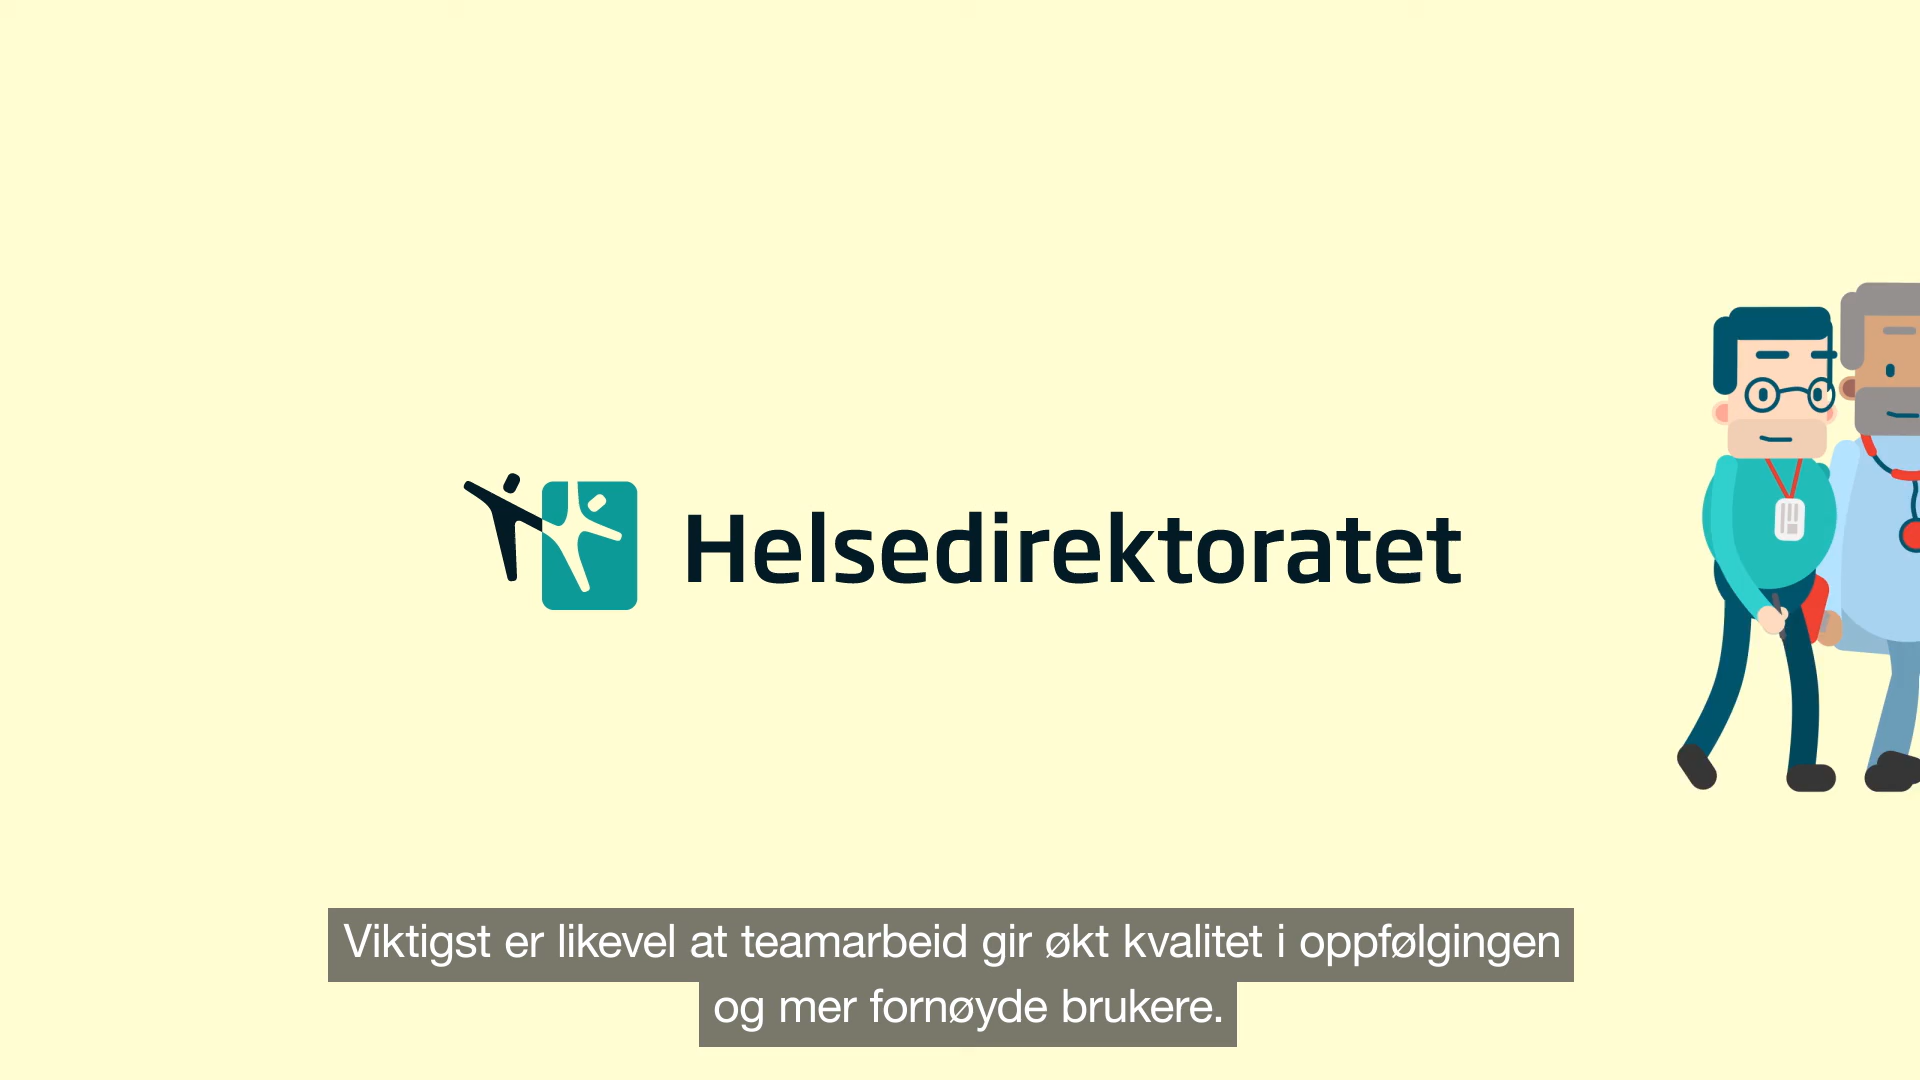 Helsedirektoratet
Viktigst er likevel at teamarbeid gir økt kvalitet i oppfølgingen
og mer fornøyde brukere.